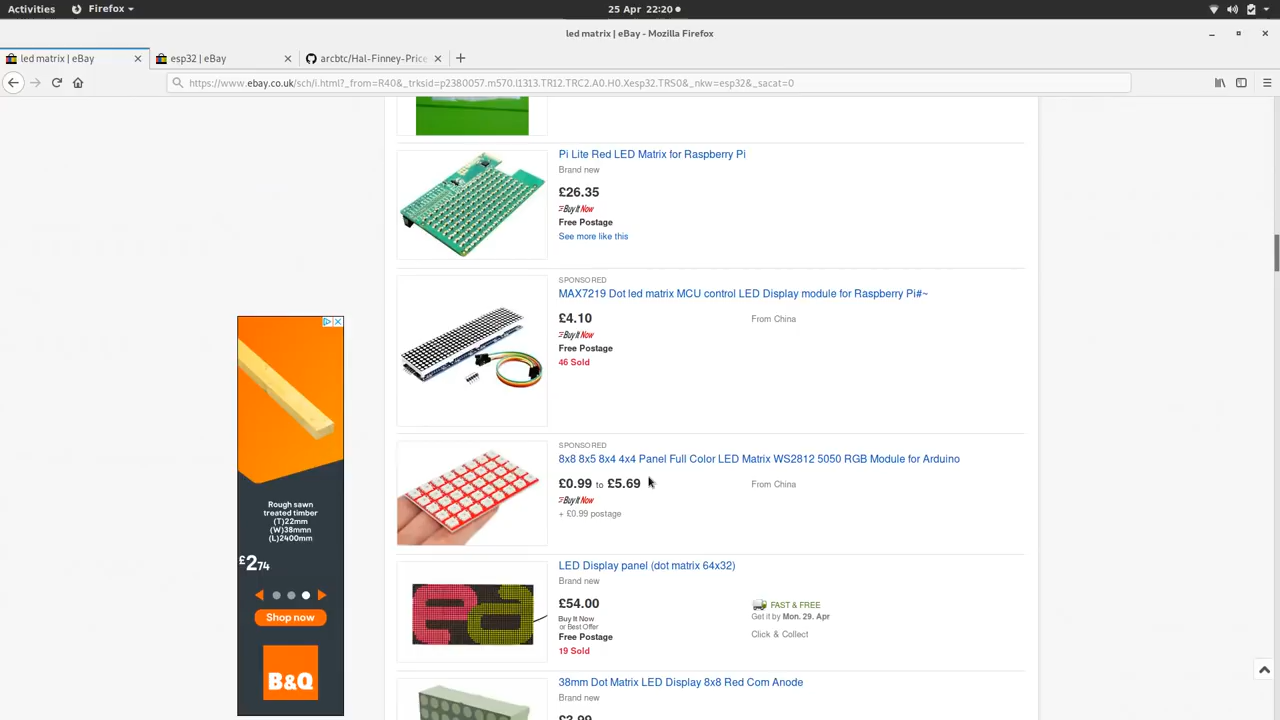 Activities
Firefox
25 Apr 22:20
led matrix | eBay - Mozilla Firefox
led matrix | eBay
esp32 | eBay
arcbtc/Hal-Finney-Price
https://www.ebay.co.uk/sch/i.html?_from=R40&_trksid=p2380057.m570.l1313.TR12.TRC2.A0.H0.Xesp32.TRS0&_nkw=esp32&_sacat=0
Pi Lite Red LED Matrix for Raspberry Pi
Brand new
£26.35
Buy It Now
Free Postage
See more like this
SPONSORED
MAX7219 Dot led matrix MCU control LED Display module for Raspberry Pi#~
£4.10
From China
Buy It Now
Free Postage
46 Sold
SPONSORED
8x8 8x5 8x4 4x4 Panel Full Color LED Matrix WS2812 5050 RGB Module for Arduino
£0.99 to £5.69
From China
Buy It Now
+ £0.99 postage
LED Display panel (dot matrix 64x32)
Brand new
£54.00
FAST & FREE
Buy It Now
Get it by Mon. 29. Apr
or Best Offer
Free Postage
Click & Collect
19 Sold
38mm Dot Matrix LED Display 8x8 Red Com Anode
Brand new
Rough sawn
treated timber
(T)22mm
(W)38mmn
(L)2400mm
£2 74
Shop now
B&Q